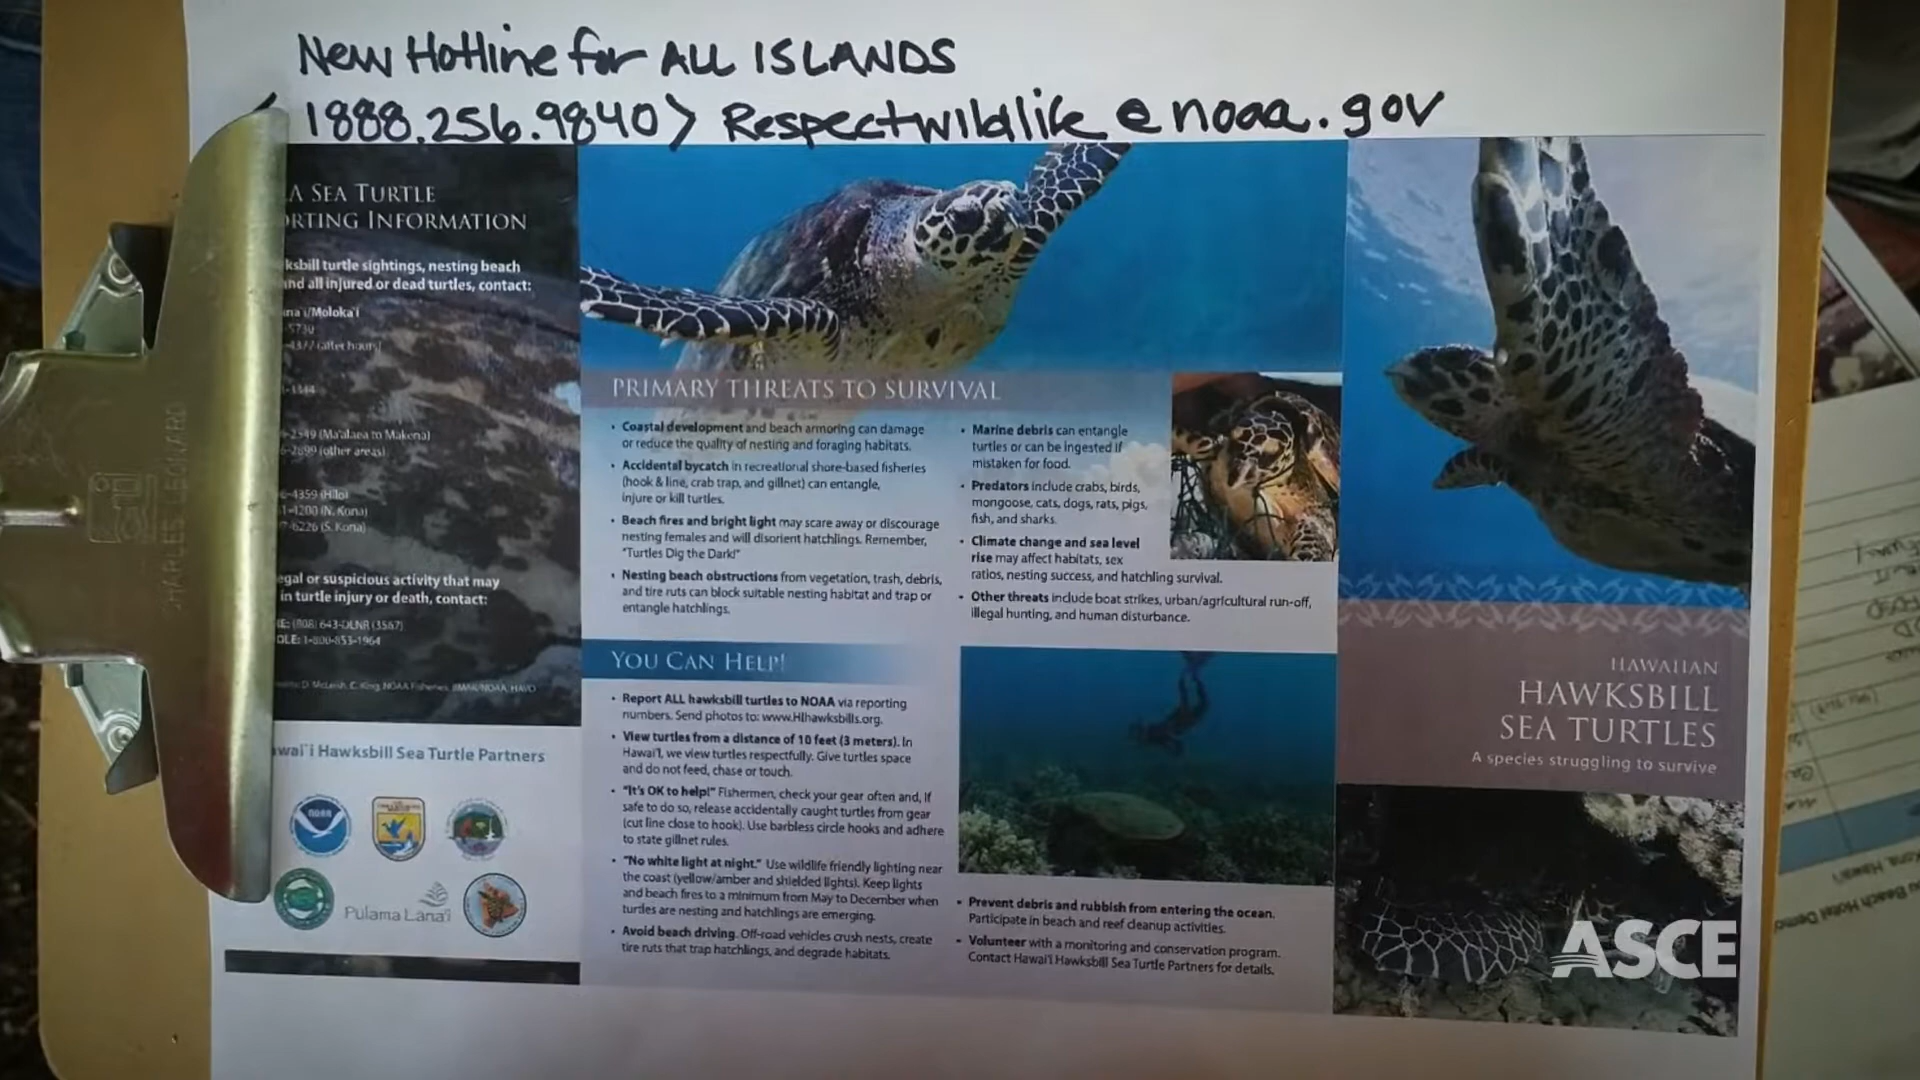 New Hotline for ALL ISLANDS
1888.256.9840> Respectwildlife @ noaa.gov
A SEA TURTLE
RTING INFORMATION
ksbill turtle sightings, nesting beach
and all injured or dead turtles, contact:
na'i/Moloka'i
-5730
-4377 (after hours)
-2549 (Ma'alaea to Makena)
-2899 (other areas)
-4359 (Hilo)
1-4200 (N. Kona)
7-6226 (S. Kona)
egal or suspicious activity that may
in turtle injury or death, contact:
E: (808) 643-DLNR (3567)
OLE: 1-800-853-1964
wai'i Hawksbill Sea Turtle Partners
NOAA
Pulama Lana'i
PRIMARY THREATS TO SURVIVAL
• Coastal development and beach armoring can damage
or reduce the quality of nesting and foraging habitats.
• Accidental bycatch in recreational shore-based fisheries
(hook & line, crab trap, and gillnet) can entangle,
injure or kill turtles.
• Beach fires and bright light may scare away or discourage
nesting females and will disorient hatchlings. Remember,
"Turtles Dig the Dark!"
• Nesting beach obstructions from vegetation, trash, debris,
and tire ruts can block suitable nesting habitat and trap or
entangle hatchlings.
• Marine debris can entangle
turtles or can be ingested if
mistaken for food.
• Predators include crabs, birds,
mongoose, cats, dogs, rats, pigs,
fish, and sharks.
• Climate change and sea level
rise may affect habitats, sex
ratios, nesting success, and hatchling survival.
• Other threats include boat strikes, urban/agricultural run-off,
illegal hunting, and human disturbance.
YOU CAN HELP!
• Report ALL hawksbill turtles to NOAA via reporting
numbers. Send photos to: www.HIhawksbills.org.
• View turtles from a distance of 10 feet (3 meters). In
Hawai'i, we view turtles respectfully. Give turtles space
and do not feed, chase or touch.
• "It's OK to help!" Fishermen, check your gear often and, if
safe to do so, release accidentally caught turtles from gear
(cut line close to hook). Use barbless circle hooks and adhere
to state gillnet rules.
• "No white light at night." Use wildlife friendly lighting near
the coast (yellow/amber and shielded lights). Keep lights
and beach fires to a minimum from May to December when
turtles are nesting and hatchlings are emerging.
• Avoid beach driving. Off-road vehicles crush nests, create
tire ruts that trap hatchlings, and degrade habitats.
• Prevent debris and rubbish from entering the ocean.
Participate in beach and reef cleanup activities.
• Volunteer with a monitoring and conservation program.
Contact Hawai'i Hawksbill Sea Turtle Partners for details.
HAWAIIAN
HAWKSBILL
SEA TURTLES
A species struggling to survive
ASCE
CHARLES LEONARD